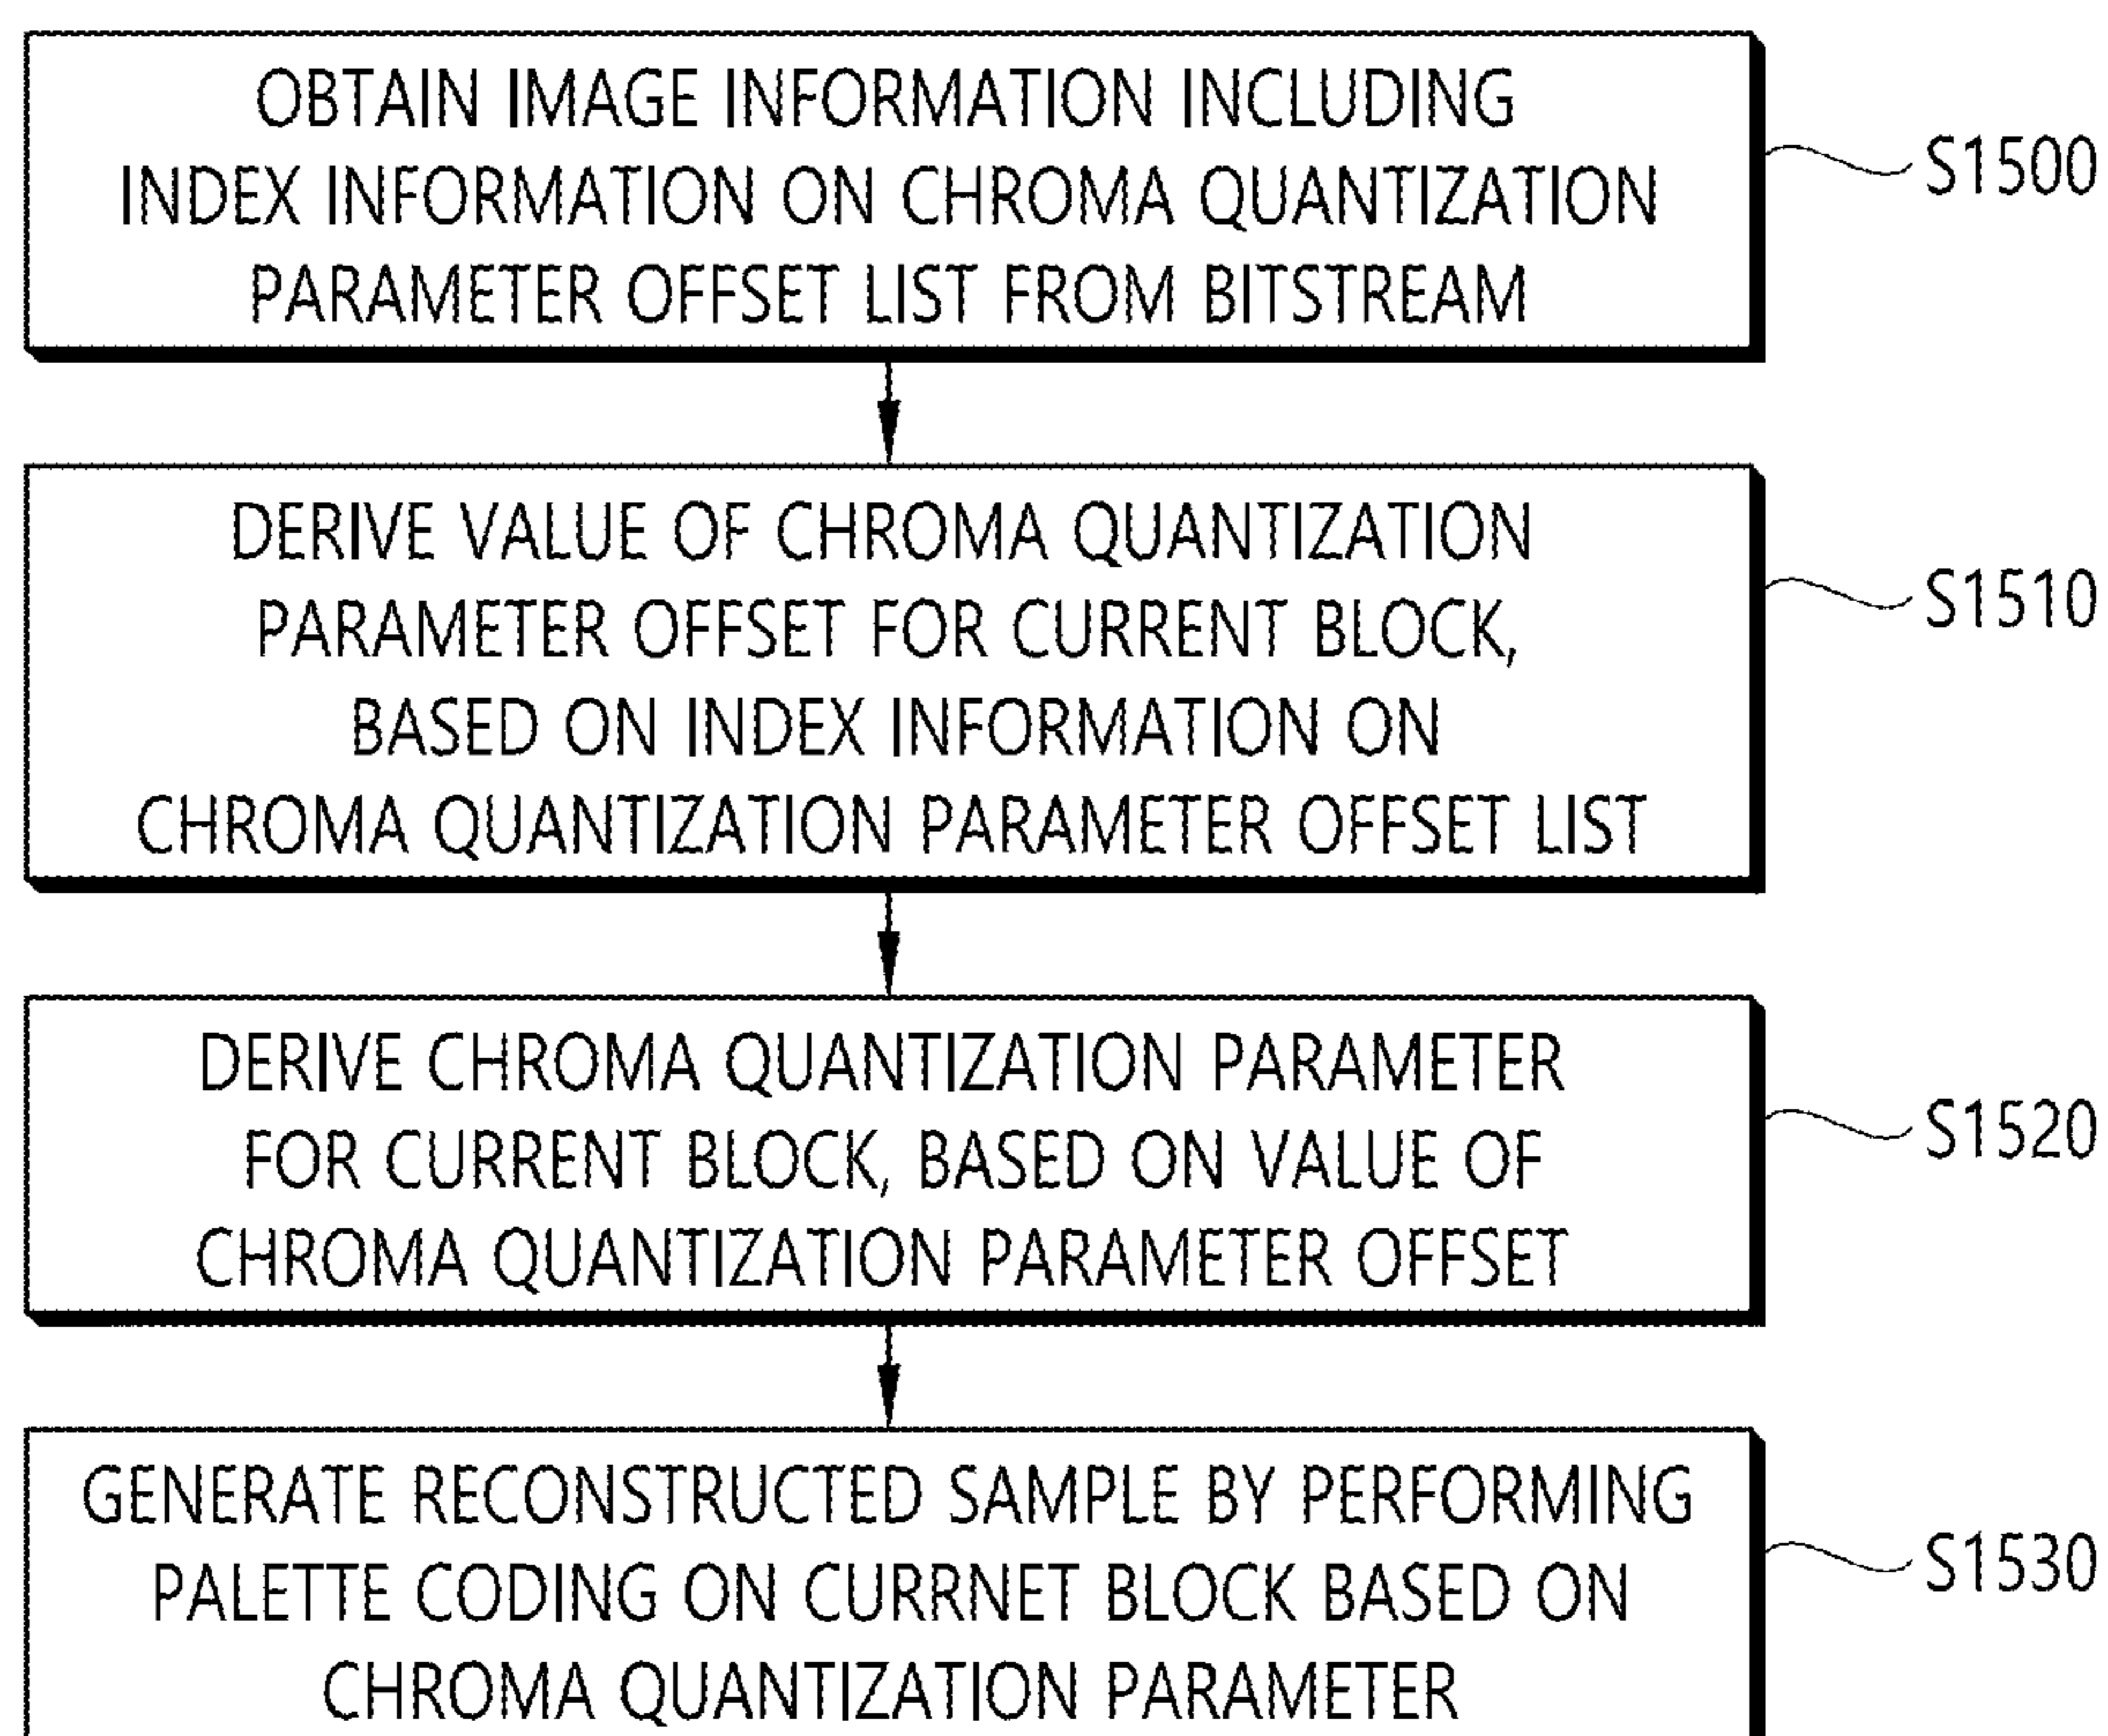 OBTAIN IMAGE INFORMATION INCLUDING
INDEX INFORMATION ON CHROMA QUANTIZATION
PARAMETER OFFSET LIST FROM BITSTREAM
S1500
DERIVE VALUE OF CHROMA QUANTIZATION
PARAMETER OFFSET FOR CURRENT BLOCK,
BASED ON INDEX INFORMATION ON
CHROMA QUANTIZATION PARAMETER OFFSET LIST
S1510
DERIVE CHROMA QUANTIZATION PARAMETER
FOR CURRENT BLOCK, BASED ON VALUE OF
CHROMA QUANTIZATION PARAMETER OFFSET
S1520
GENERATE RECONSTRUCTED SAMPLE BY PERFORMING
PALETTE CODING ON CURRNET BLOCK BASED ON
CHROMA QUANTIZATION PARAMETER
S1530